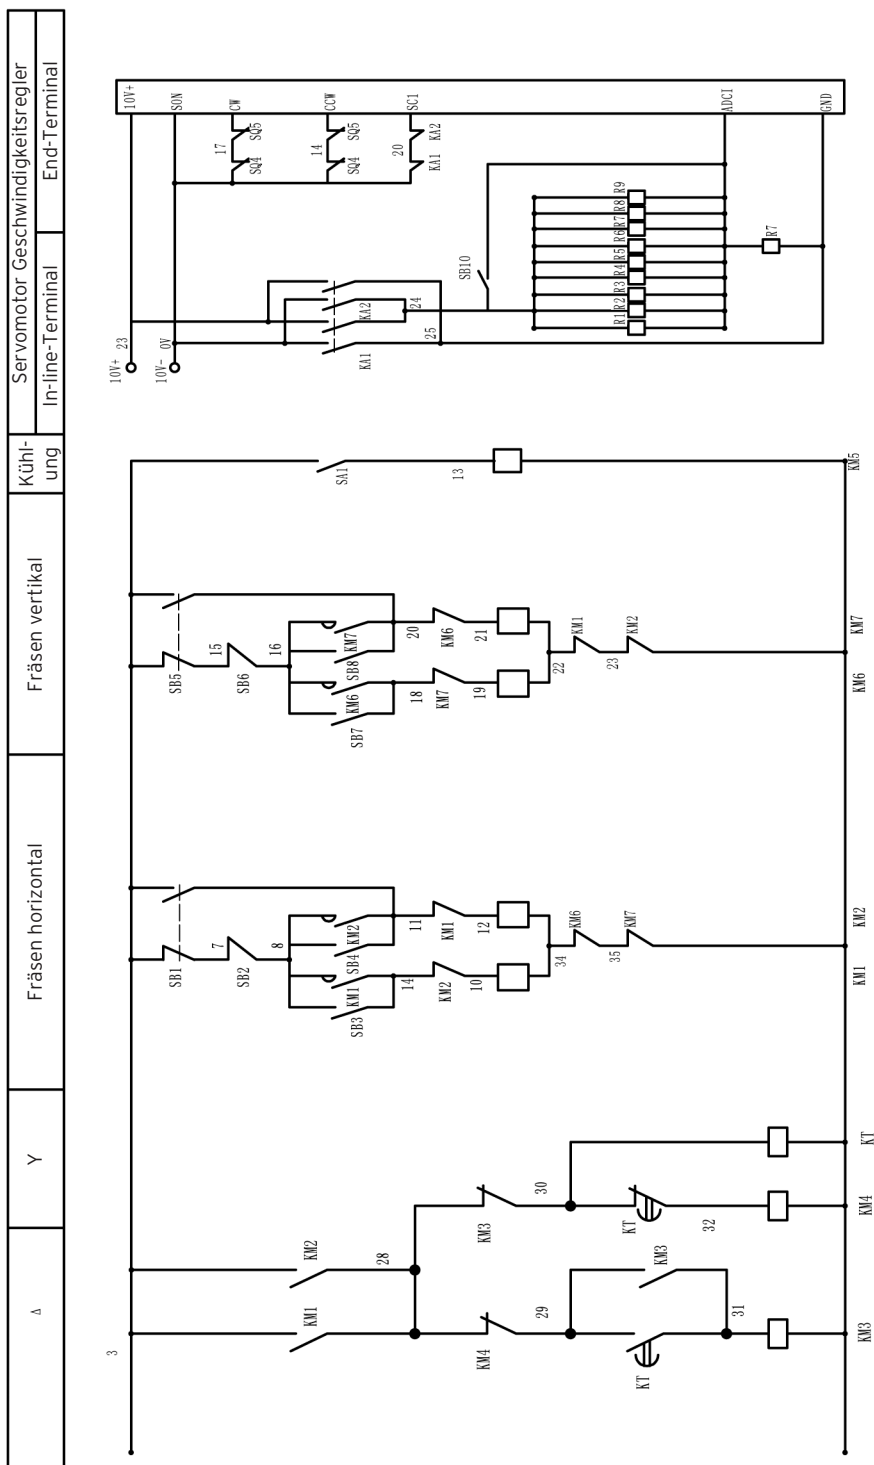 Servomotor Geschwindigkeitsregler
End-Terminal
In-line-Terminal
Kühl-
ung
Fräsen vertikal
Fräsen horizontal
Y
Δ
10V+
SON
CW
CCW
SC1
ADCI
GND
17
SQ5
SQ4
14
SQ5
SQ4
20
KA2
KA1
R9
R8
R7
R6
R5
R4
R3
R2
R1
R7
SB10
KA2
24
25
KA1
23
10V+
0V
10V-
SA1
13
KM5
SB5
15
SB6
16
KM7
SB8
KM6
SB7
20
KM6
21
18
KM7
19
22
KM1
23
KM2
KM7
KM6
SB1
7
SB2
8
KM2
SB4
KM1
SB3
11
KM1
12
14
KM2
10
34
KM6
35
KM7
KM2
KM1
KT
KM3
30
KT
32
KM4
KM2
28
KM1
KM4
29
KM3
KT
31
KM3
3